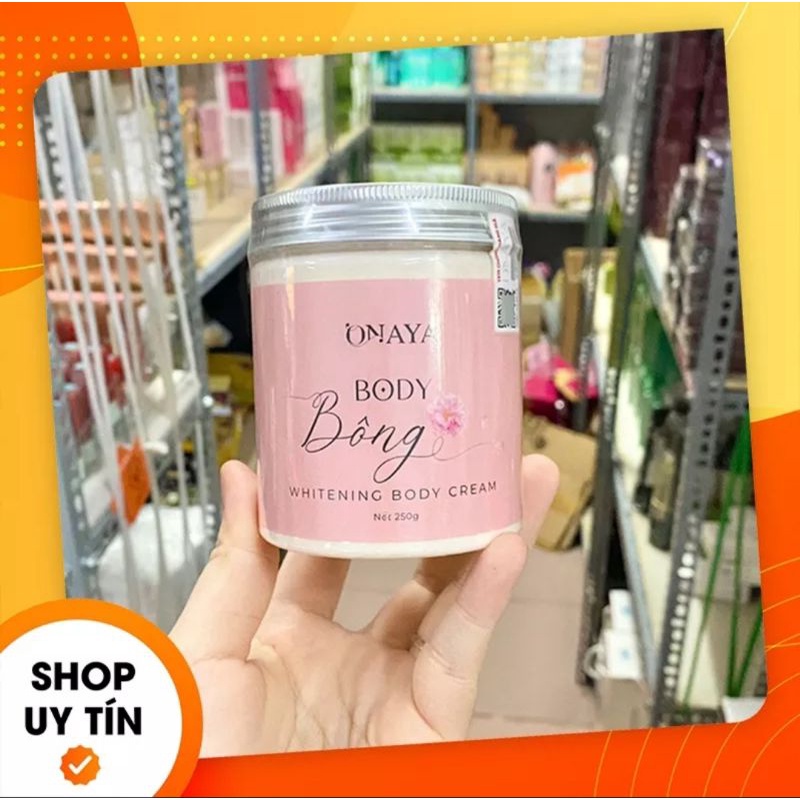 ONAYA
BODY
Bông
WHITENING BODY CREAM
Net 250g
SHOP
UY TÍN